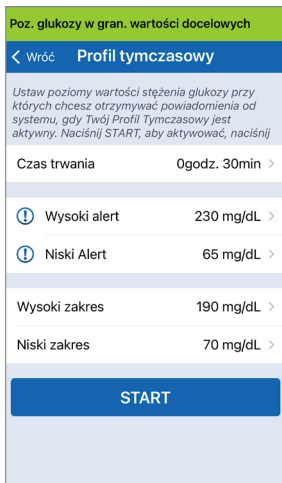 Poz. glukozy w gran. wartości docelowych
Wróć Profil tymczasowy
Ustaw poziomy wartości stężenia glukozy przy
których chcesz otrzymywać powiadomienia od
systemu, gdy Twój Profil Tymczasowy jest
aktywny. Naciśnij START, aby aktywować, naciśnij
Czas trwania 0godz. 30min
Wysoki alert 230 mg/dL
Niski Alert 65 mg/dL
Wysoki zakres 190 mg/dL
Niski zakres 70 mg/dL
START